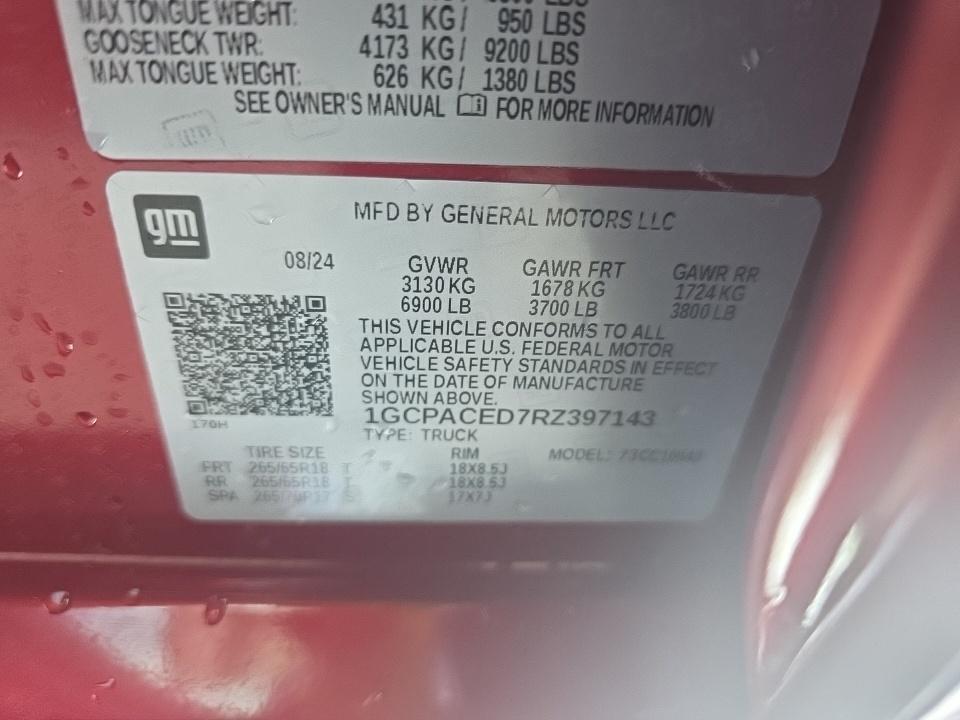 MAX TONGUE WEIGHT: 431 KG/ 950 LBS
GOOSENECK TWR: 4173 KG/ 9200 LBS
MAX TONGUE WEIGHT: 626 KG/ 1380 LBS
SEE OWNER'S MANUAL FOR MORE INFORMATION
gm
MFD BY GENERAL MOTORS LLC
08/24 GVWR GAWR FRT GAWR RR
3130 KG 1678 KG 1724 KG
6900 LB 3700 LB 3800 LB
THIS VEHICLE CONFORMS TO ALL
APPLICABLE U.S. FEDERAL MOTOR
VEHICLE SAFETY STANDARDS IN EFFECT
ON THE DATE OF MANUFACTURE
SHOWN ABOVE.
1GCPACED7RZ397143
170H
TYPE: TRUCK
TIRE SIZE RIM MODEL:
FRT 265/65R18 18X8.5J
RR 265/65R18 18X8.5J
SPA 265/70R17 17X7J